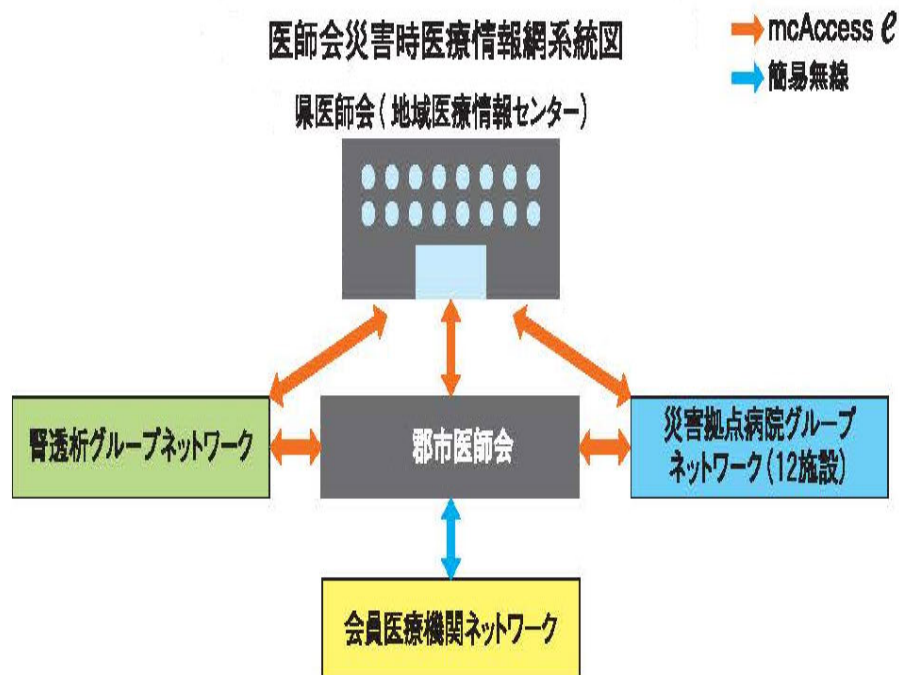 医師会災害時医療情報網系統図
mcAccess e
簡易無線
県医師会(地域医療情報センター)
腎透析グループネットワーク
郡市医師会
災害拠点病院グループ
ネットワーク(12施設)
会員医療機関ネットワーク